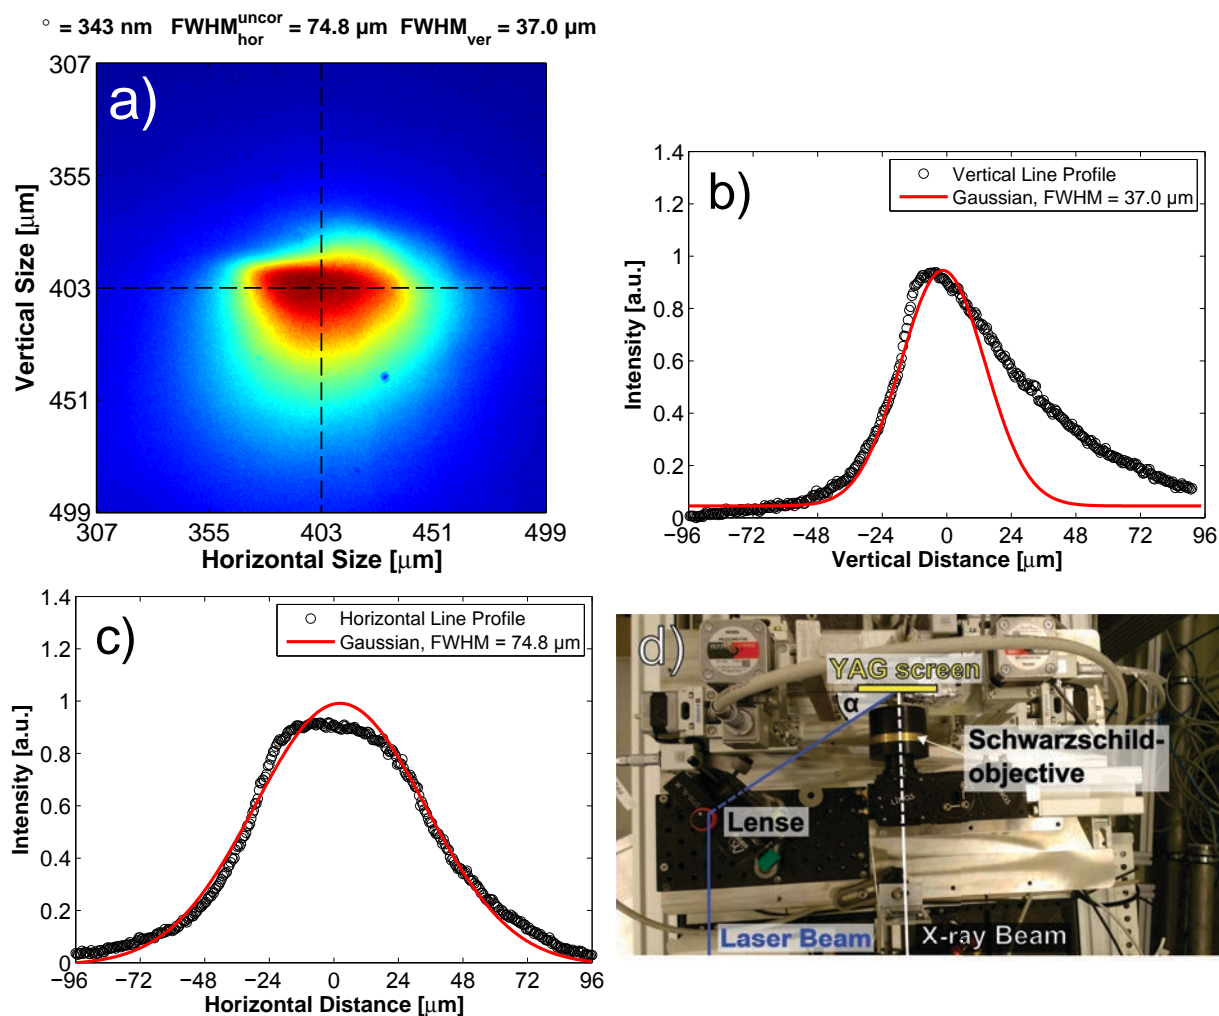 ° = 343 nm FWHM_hor^uncor = 74.8 µm FWHM_ver = 37.0 µm
a)
Vertical Size [µm]
307
355
403
451
499
307 355 403 451 499
Horizontal Size [µm]
b)
Vertical Line Profile
Gaussian, FWHM = 37.0 µm
Intensity [a.u.]
1.4
1.2
1
0.8
0.6
0.4
0.2
0
−96 −72 −48 −24 0 24 48 72 96
Vertical Distance [µm]
c)
Horizontal Line Profile
Gaussian, FWHM = 74.8 µm
Intensity [a.u.]
1.4
1.2
1
0.8
0.6
0.4
0.2
0
−96 −72 −48 −24 0 24 48 72 96
Horizontal Distance [µm]
d)
YAG screen
α
Schwarzschild-
objective
Lense
Laser Beam
X-ray Beam